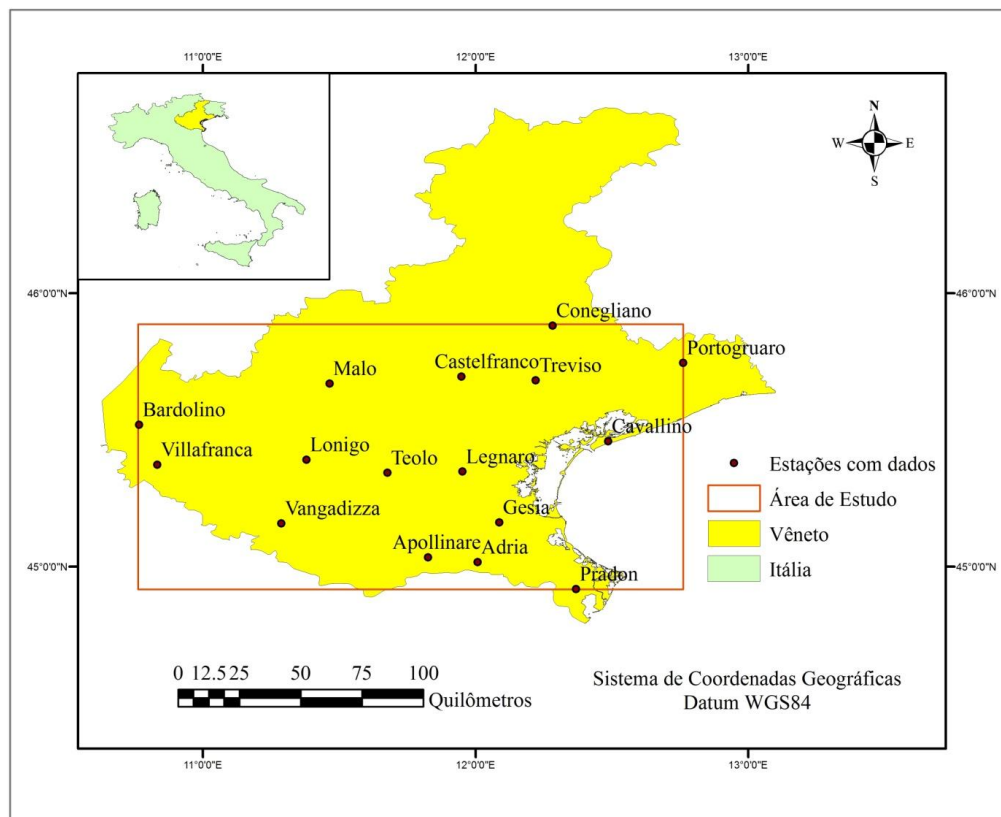 11°0'0"E
12°0'0"E
13°0'0"E
N
W
E
S
46°0'0"N
46°0'0"N
Conegliano
Portogruaro
Castelfranco
Treviso
Malo
Bardolino
Cavallino
Villafranca
Lonigo
Teolo
Legnaro
Estações com dados
Vangadizza
Gesia
Área de Estudo
Vêneto
Apollinare
Adria
Pradon
Itália
45°0'0"N
45°0'0"N
0 12.5 25 50 75 100
Quilômetros
Sistema de Coordenadas Geográficas
Datum WGS84
11°0'0"E
12°0'0"E
13°0'0"E